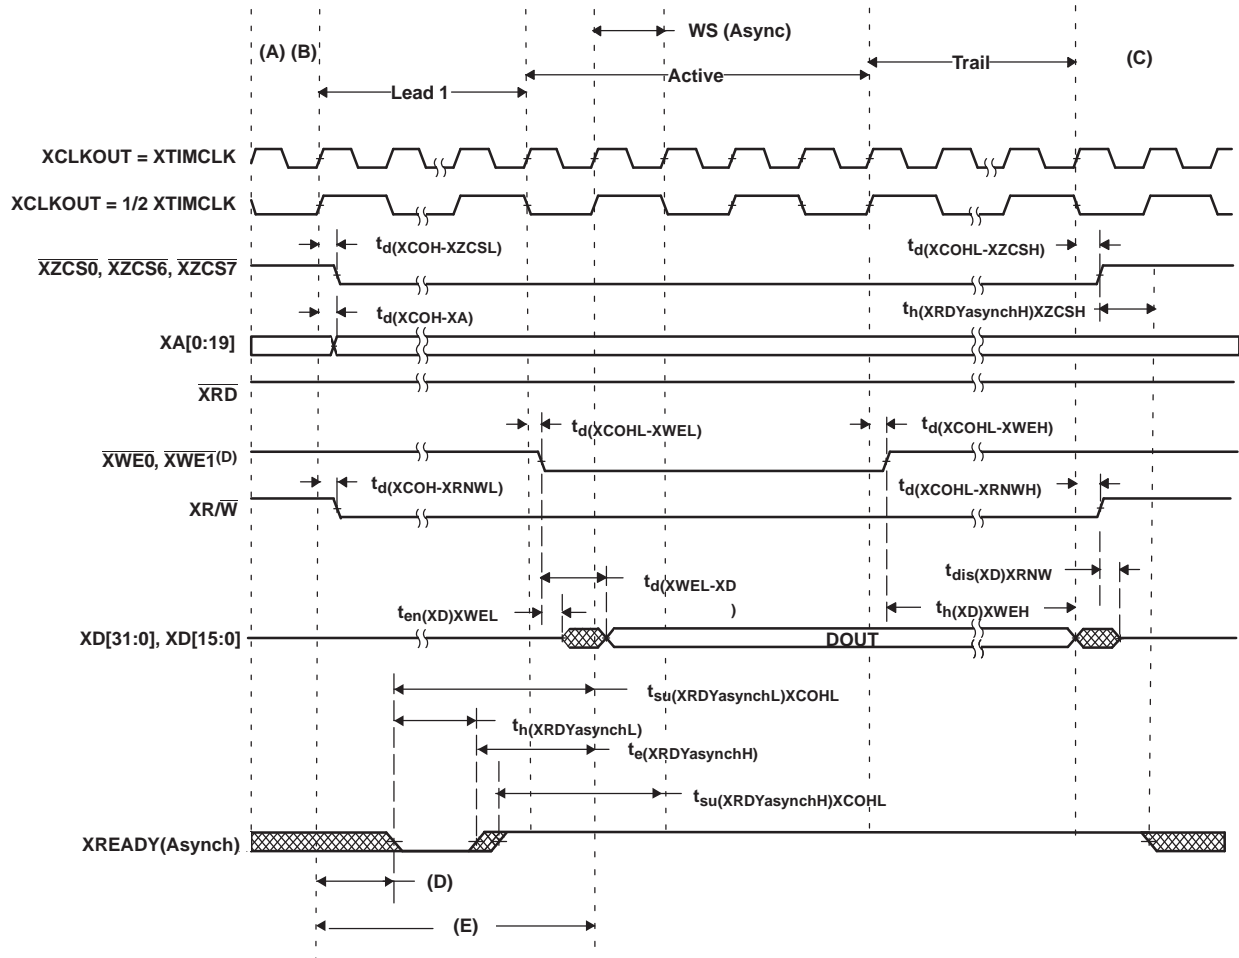 WS (Async)
(A) (B)
Trail
(C)
Active
Lead 1
XCLKOUT = XTIMCLK
XCLKOUT = 1/2 XTIMCLK
td(XCOH-XZCSL)
td(XCOHL-XZCSH)
XZCS0, XZCS6, XZCS7
td(XCOH-XA)
th(XRDYasynchH)XZCSH
XA[0:19]
XRD
td(XCOHL-XWEL)
td(XCOHL-XWEH)
XWE0, XWE1(D)
td(XCOH-XRNWL)
td(XCOHL-XRNWH)
XR/W
td(XWEL-XD
)
tdis(XD)XRNW
ten(XD)XWEL
th(XD)XWEH
XD[31:0], XD[15:0]
DOUT
tsu(XRDYasynchL)XCOHL
th(XRDYasynchL)
te(XRDYasynchH)
tsu(XRDYasynchH)XCOHL
XREADY(Asynch)
(D)
(E)